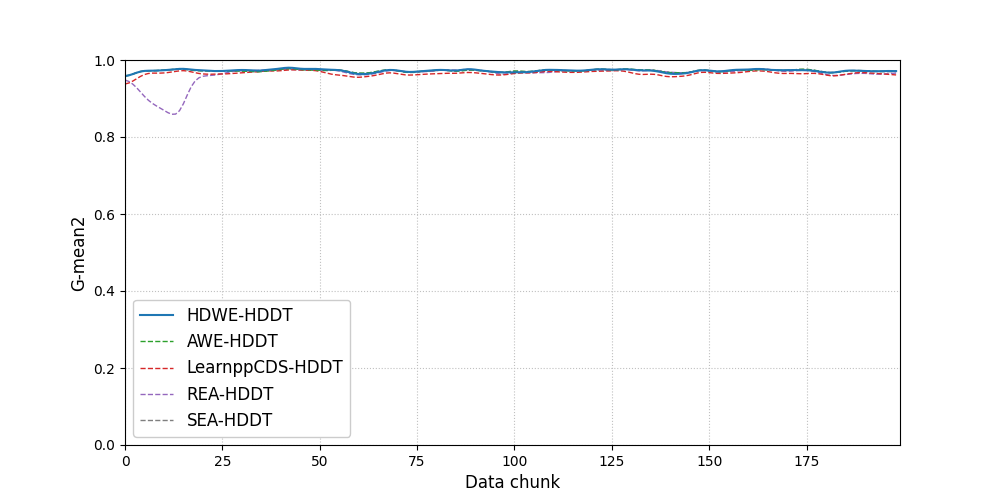 1.0
0.8
0.6
0.4
0.2
0.0
G-mean2
HDWE-HDDT
AWE-HDDT
LearnppCDS-HDDT
REA-HDDT
SEA-HDDT
0 25 50 75 100 125 150 175
Data chunk